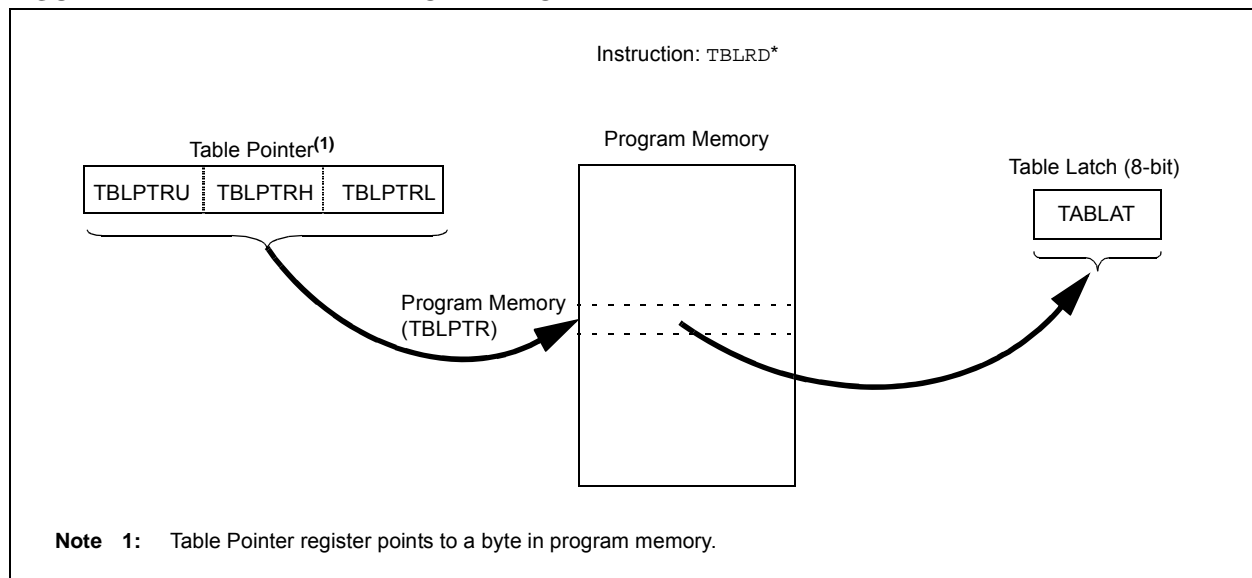 Instruction: TBLRD*
Table Pointer(1)
TBLPTRU TBLPTRH TBLPTRL
Program Memory
Table Latch (8-bit)
TABLAT
Program Memory
(TBLPTR)
Note 1: Table Pointer register points to a byte in program memory.